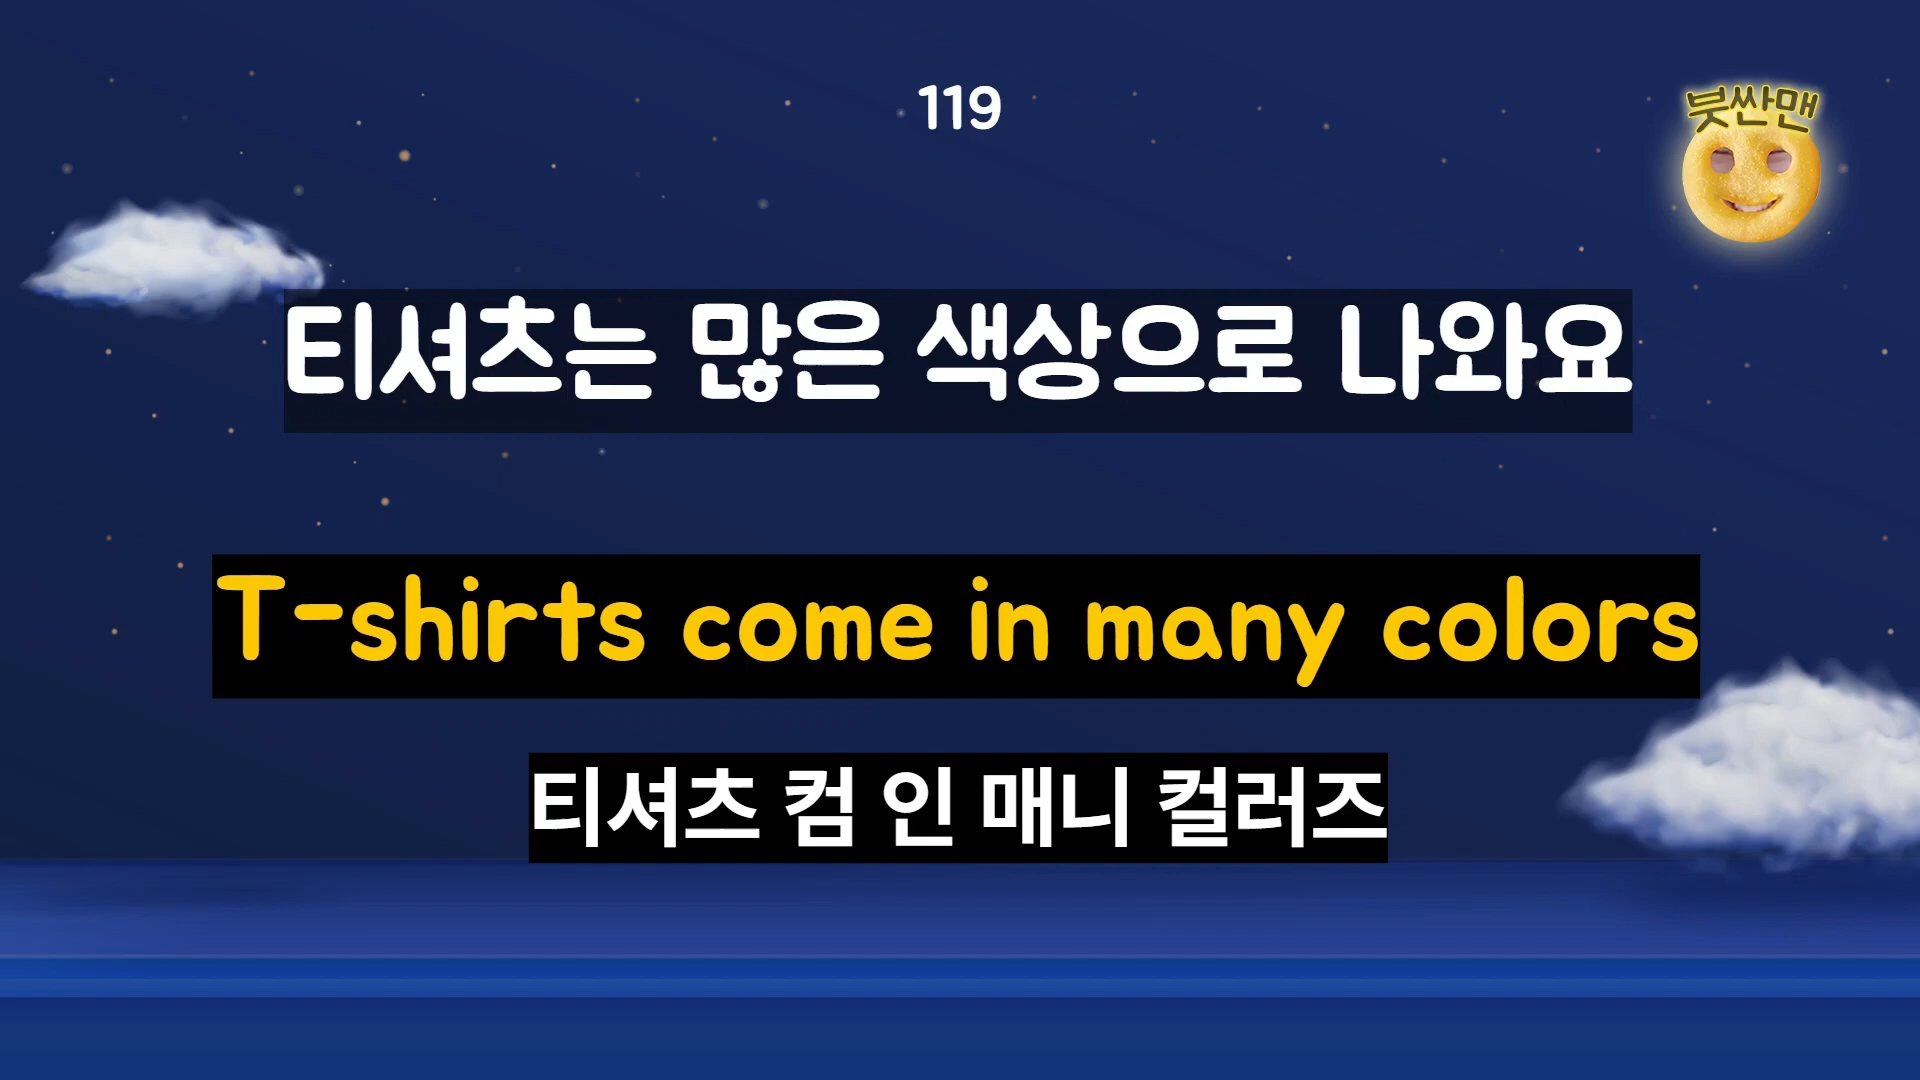 119
붓싼맨
티셔츠는 많은 색상으로 나와요
T-shirts come in many colors
티셔츠 컴 인 매니 컬러즈